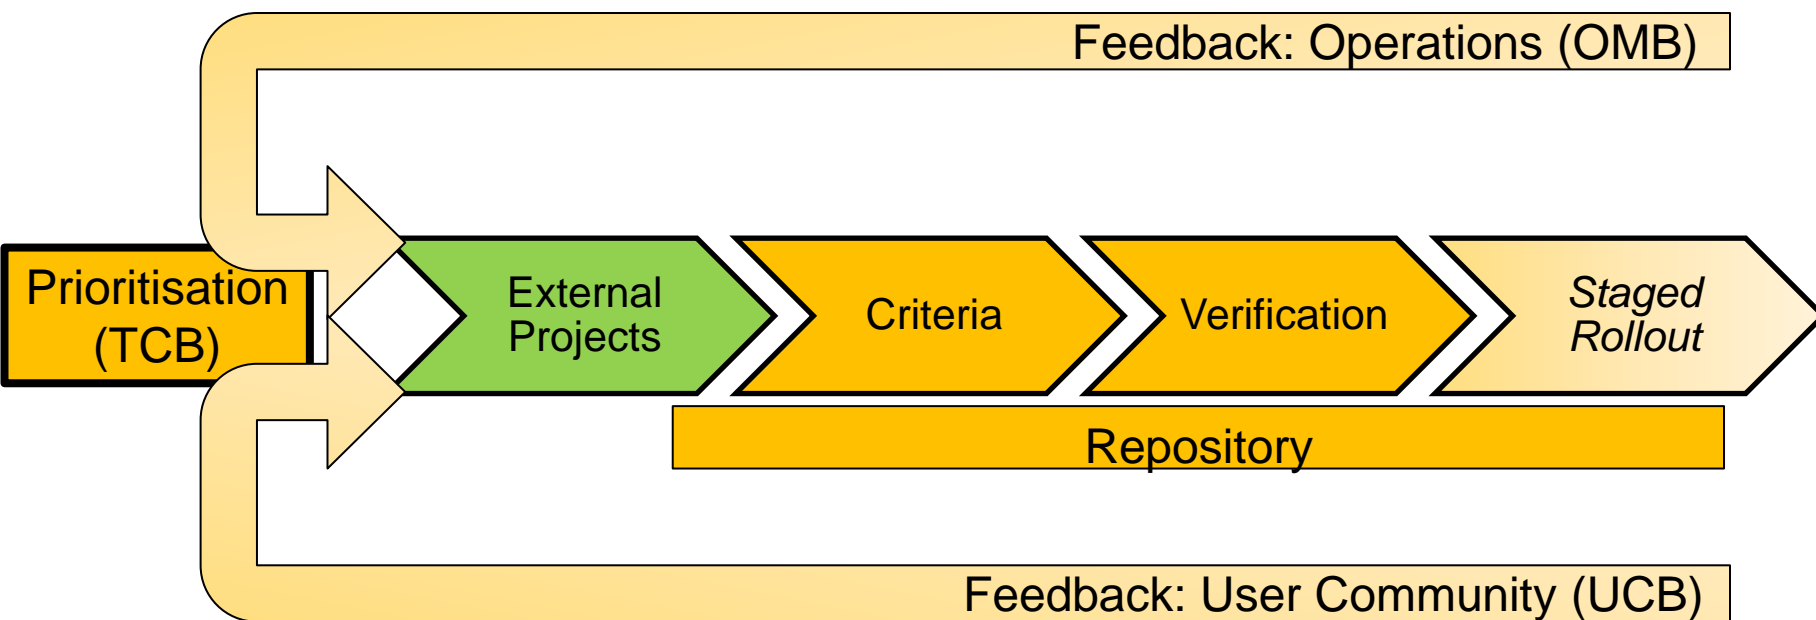 Feedback: Operations (OMB)
Prioritisation
(TCB)
External
Projects
Criteria
Verification
Staged
Rollout
Repository
Feedback: User Community (UCB)